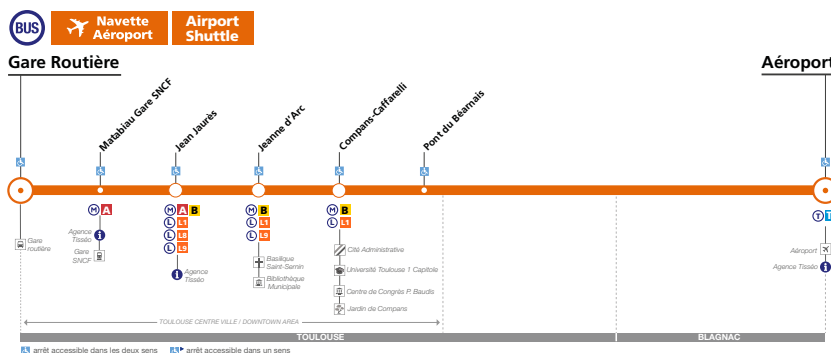 BUS
Navette
Aéroport
Airport
Shuttle
Gare Routière
Matabiau Gare SNCF
Jean Jaurès
Jeanne d'Arc
Compans-Caffarelli
Pont du Béarnais
Aéroport
M A
M A B
M B
M B
L L1
L L1
L L1
L L8
L L9
L L9
T T
Gare
routière
Agence
Tisséo
Gare
SNCF
Agence
Tisséo
Basilique
Saint-Sernin
Bibliothèque
Municipale
Cité Administrative
Université Toulouse 1 Capitole
Centre de Congrès P. Baudis
Jardin de Compans
Aéroport
Agence Tisséo
TOULOUSE CENTRE VILLE / DOWNTOWN AREA
TOULOUSE
BLAGNAC
arrêt accessible dans les deux sens
arrêt accessible dans un sens